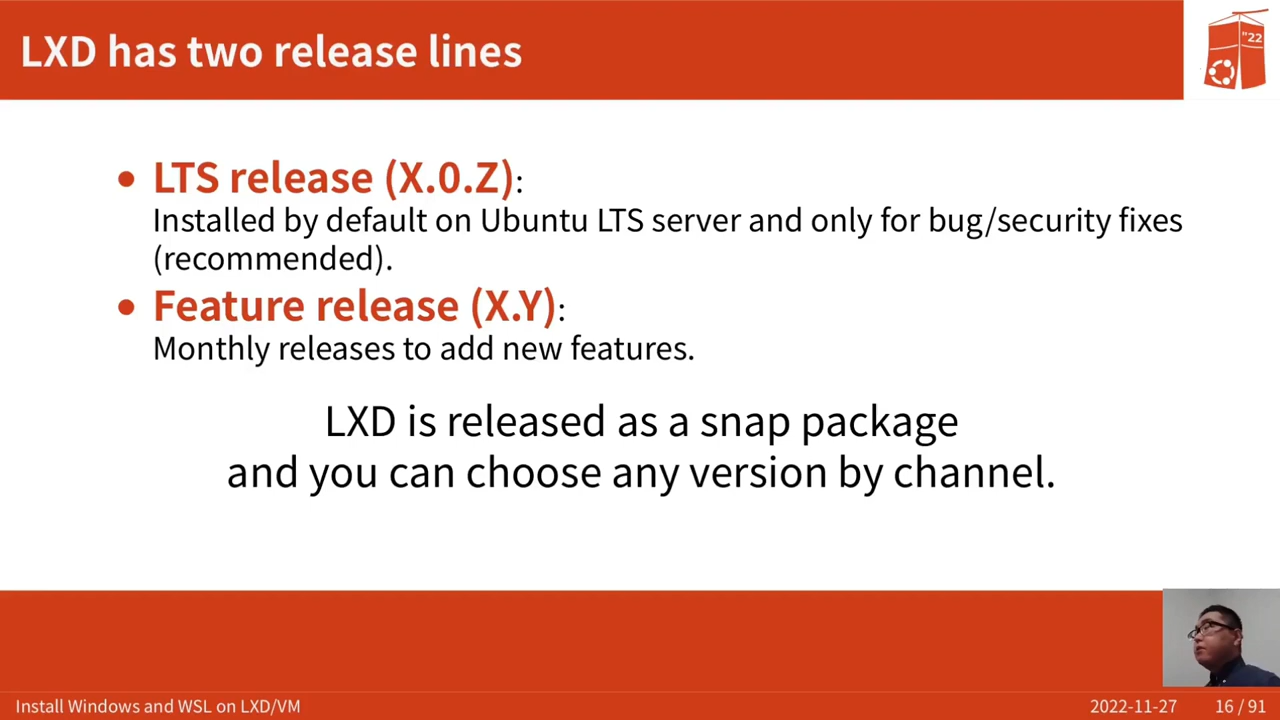 LXD has two release lines
"22
• LTS release (X.0.Z):
Installed by default on Ubuntu LTS server and only for bug/security fixes
(recommended).
• Feature release (X.Y):
Monthly releases to add new features.
LXD is released as a snap package
and you can choose any version by channel.
Install Windows and WSL on LXD/VM
2022-11-27
16 / 91